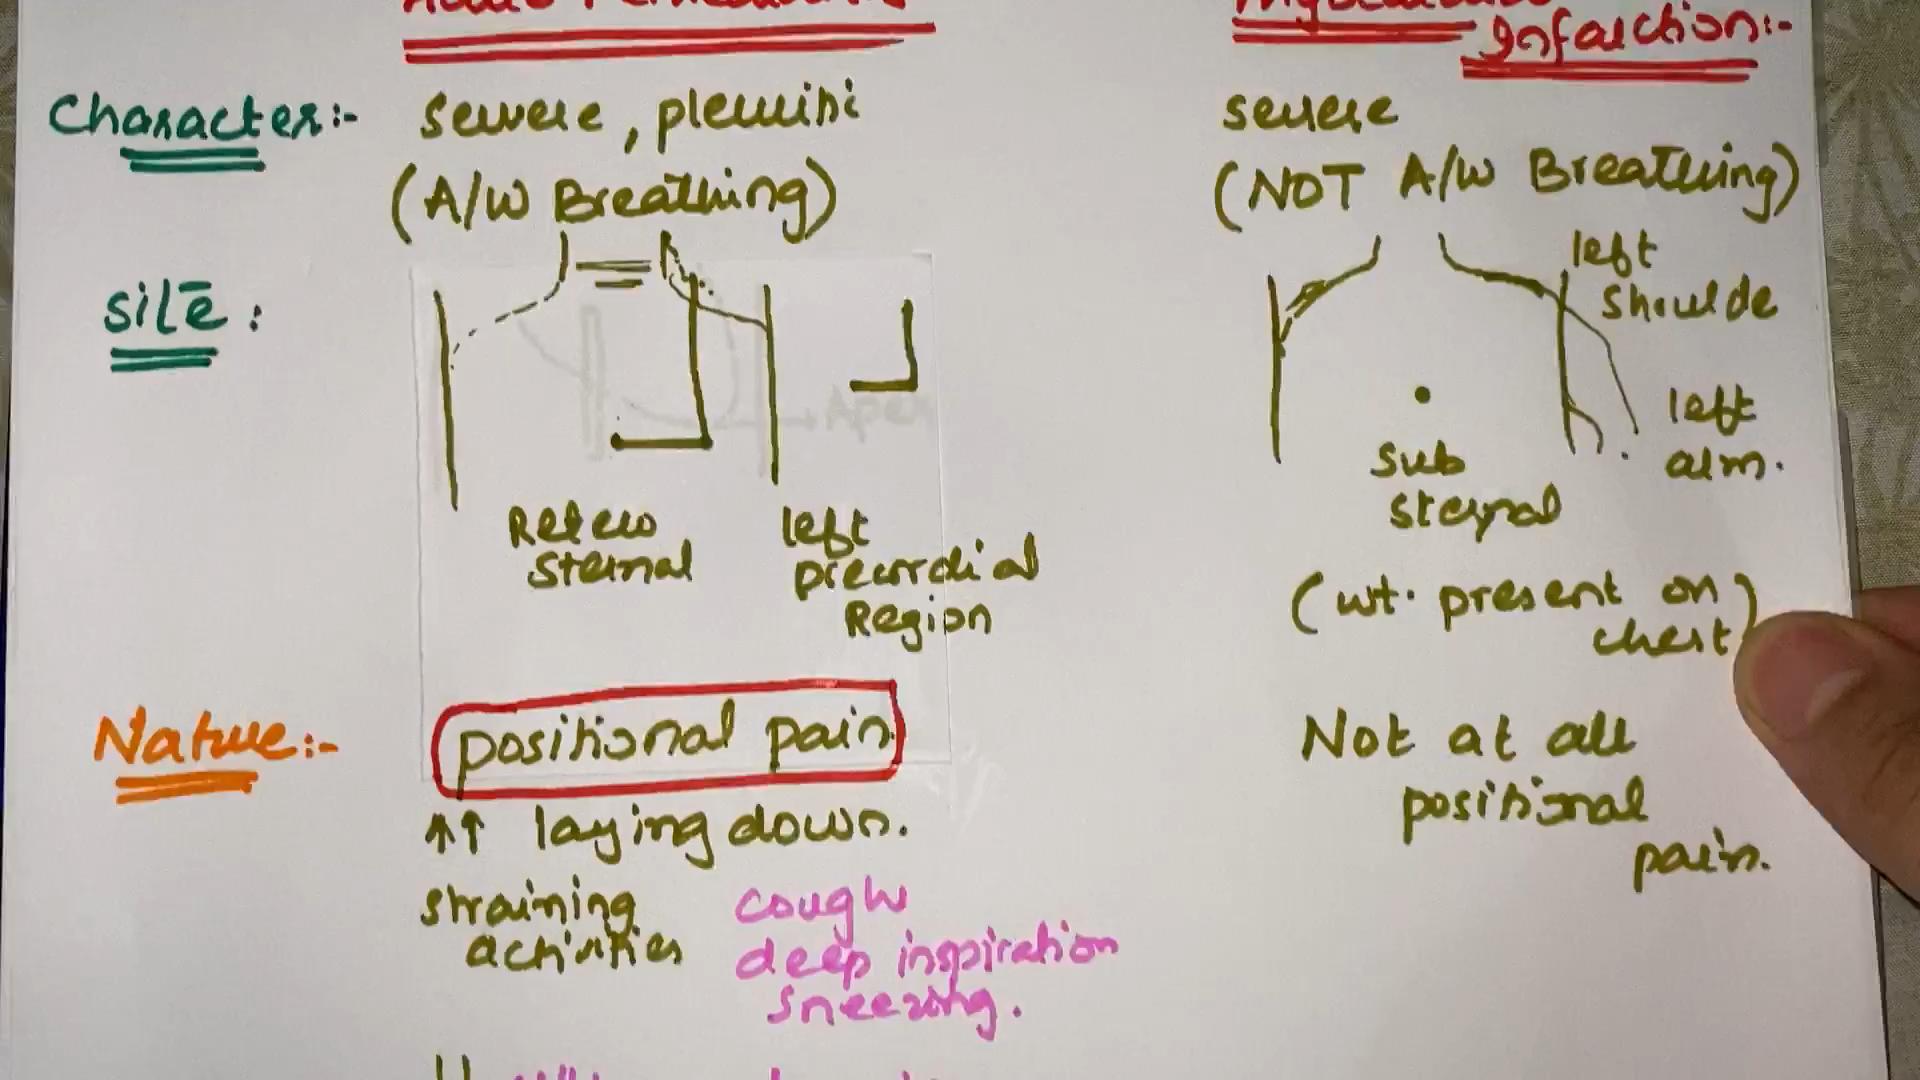 Infarction:-
Character:- severe, pleuritic severe
(A/W Breathing) (NOT A/W Breathing)
Site:
left
shoulder
left
arm.
Retro
sternal
left
precordial
Region
sub
sternal
(wt. present on
chest)
Nature:- positional pain
Not at all
positional
pain.
↑↑ laying down.
straining
activities
cough
deep inspiration
sneezing.